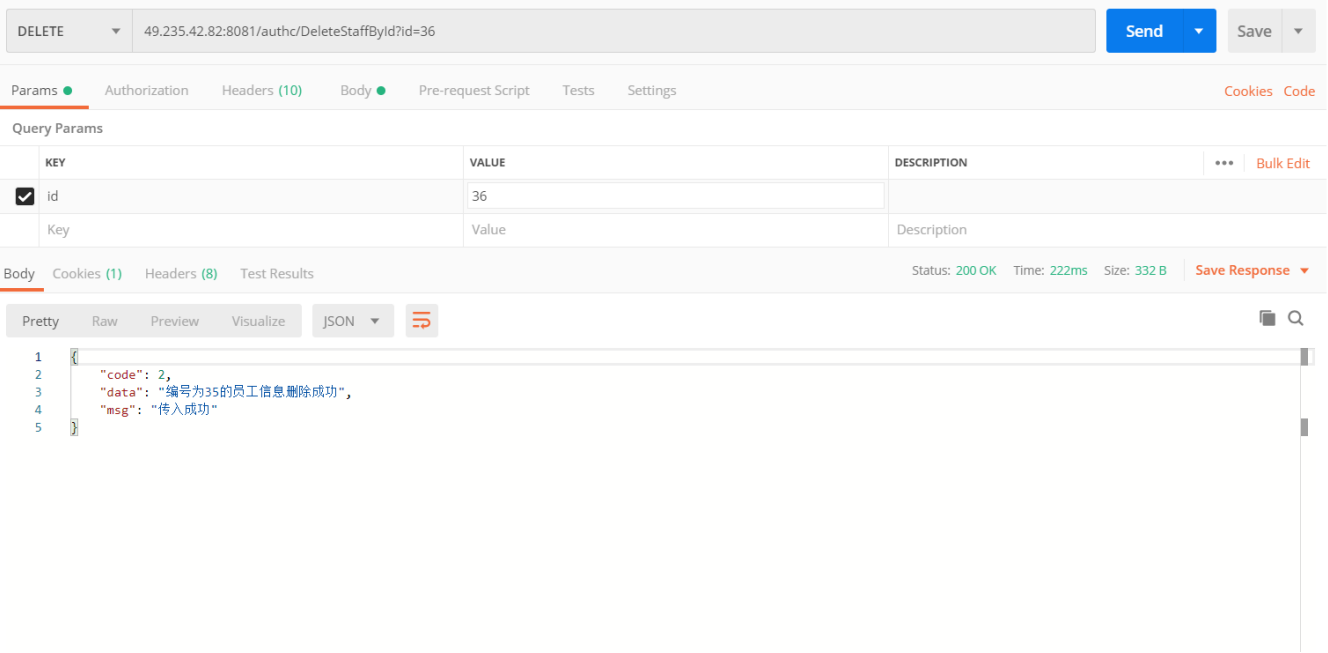 DELETE 49.235.42.82:8081/authc/DeleteStaffById?id=36 Send Save
Params Authorization Headers (10) Body Pre-request Script Tests Settings Cookies Code
Query Params
KEY VALUE DESCRIPTION ••• Bulk Edit
id 36
Key Value Description
Body Cookies (1) Headers (8) Test Results Status: 200 OK Time: 222ms Size: 332 B Save Response
Pretty Raw Preview Visualize JSON
1 {
2 "code": 2,
3 "data": "编号为35的员工信息删除成功",
4 "msg": "传入成功"
5 }